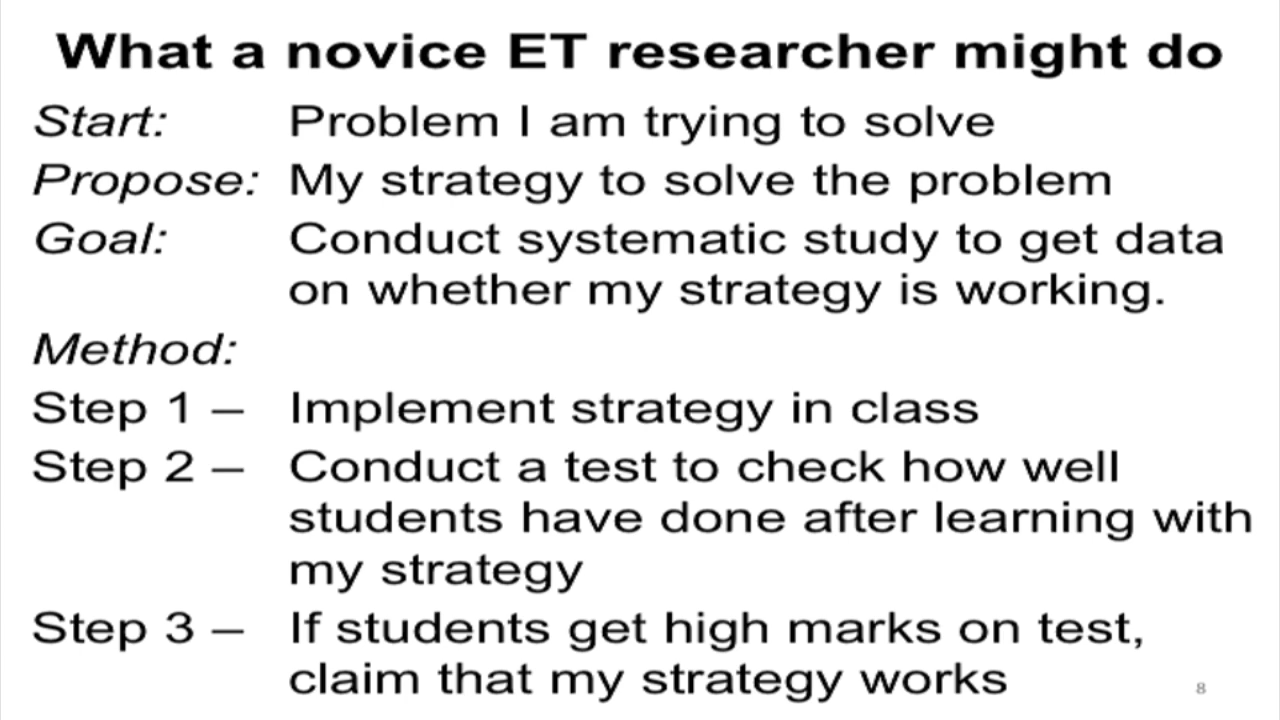 What a novice ET researcher might do
Start: Problem I am trying to solve
Propose: My strategy to solve the problem
Goal: Conduct systematic study to get data
on whether my strategy is working.
Method:
Step 1 – Implement strategy in class
Step 2 – Conduct a test to check how well
students have done after learning with
my strategy
Step 3 – If students get high marks on test,
claim that my strategy works
8